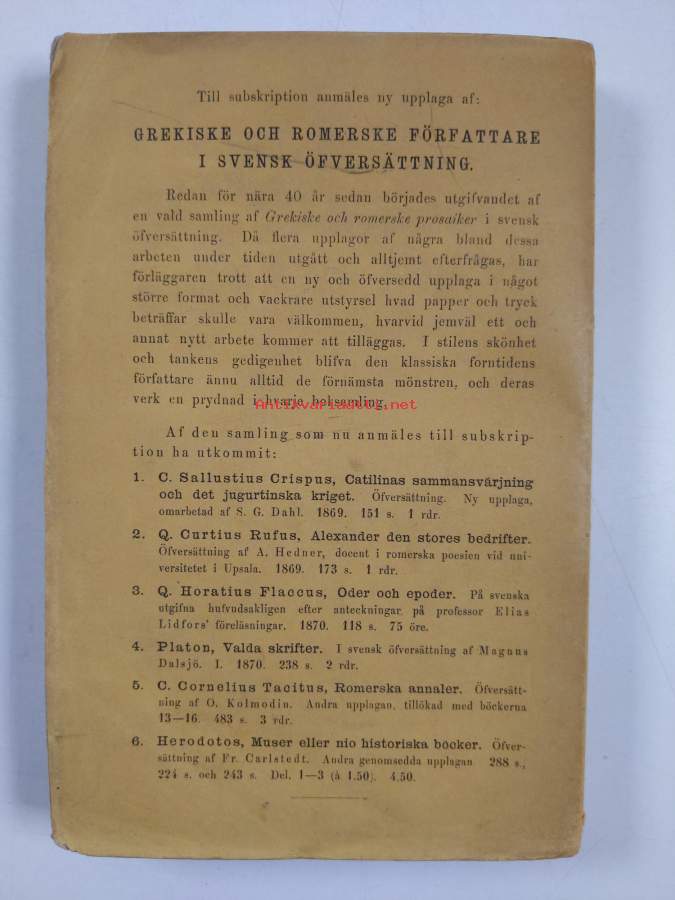 Till subskription anmäles ny upplaga af:
GREKISKE OCH ROMERSKE FÖRFATTARE
I SVENSK ÖFVERSÄTTNING.
Redan för nära 40 år sedan börjades utgifvandet af
en vald samling af Grekiske och romerske prosaiker i svensk
öfversättning. Då flera upplagor af några bland dessa
arbeten under tiden utgått och alltjemt efterfrågas, har
förläggaren trott att en ny och öfversedd upplaga i något
större format och vackrare utstyrsel hvad papper och tryck
beträffar skulle vara välkommen, hvarvid jemväl ett och
annat nytt arbete kommer att tilläggas. I stilens skönhet
och tankens gedigenhet blifva den klassiska forntidens
författare ännu alltid de förnämsta mönstren, och deras
verk en prydnad i hvarje boksamling.
Antikvariaatti.net
Af den samling som nu anmäles till subskrip-
tion ha utkommit:
1. C. Sallustius Crispus, Catilinas sammansvärjning
och det jugurtinska kriget. Öfversättning. Ny upplaga,
omarbetad af S. G. Dahl. 1869. 151 s. 1 rdr.
2. Q. Curtius Rufus, Alexander den stores bedrifter.
Öfversättning af A. Hedner, docent i romerska poesien vid uni-
versitetet i Upsala. 1869. 173 s. 1 rdr.
3. Q. Horatius Flaccus, Oder och epoder. På svenska
utgifna hufvudsakligen efter anteckningar på professor Elias
Lidfors' föreläsningar. 1870. 118 s. 75 öre.
4. Platon, Valda skrifter. I svensk öfversättning af Magnus
Dalsjö. I. 1870. 238 s. 2 rdr.
5. C. Cornelius Tacitus, Romerska annaler. Öfversätt-
ning af O. Kolmodin. Andra upplagan, tillökad med böckerna
13—16. 483 s. 3 rdr.
6. Herodotos, Muser eller nio historiska böcker. Öfver-
sättning af Fr. Carlstedt. Andra genomsedda upplagan 288 s.,
224 s. och 243 s. Del. 1—3 (à 1.50). 4.50.